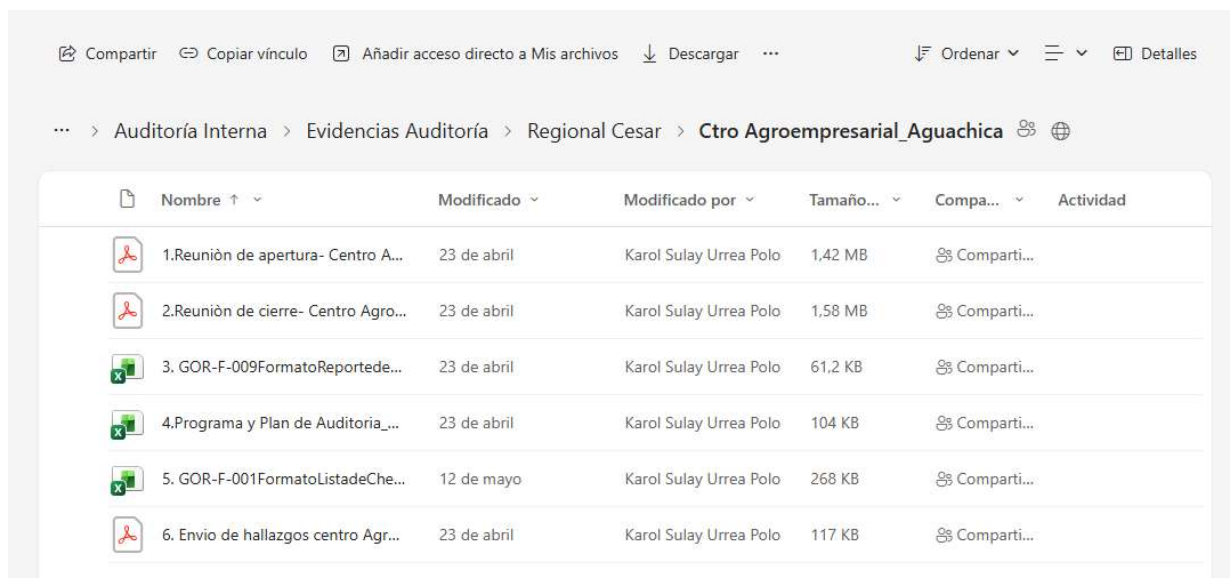 Compartir Copiar vínculo Añadir acceso directo a Mis archivos Descargar ··· Ordenar Detalles
··· > Auditoría Interna > Evidencias Auditoría > Regional Cesar > Ctro Agroempresarial_Aguachica
Nombre ↑ Modificado Modificado por Tamaño... Compa... Actividad
1.Reuniòn de apertura- Centro A... 23 de abril Karol Sulay Urrea Polo 1,42 MB Comparti...
2.Reuniòn de cierre- Centro Agro... 23 de abril Karol Sulay Urrea Polo 1,58 MB Comparti...
3. GOR-F-009FormatoReportede... 23 de abril Karol Sulay Urrea Polo 61,2 KB Comparti...
4.Programa y Plan de Auditoria_... 23 de abril Karol Sulay Urrea Polo 104 KB Comparti...
5. GOR-F-001FormatoListadeChe... 12 de mayo Karol Sulay Urrea Polo 268 KB Comparti...
6. Envio de hallazgos centro Agr... 23 de abril Karol Sulay Urrea Polo 117 KB Comparti...